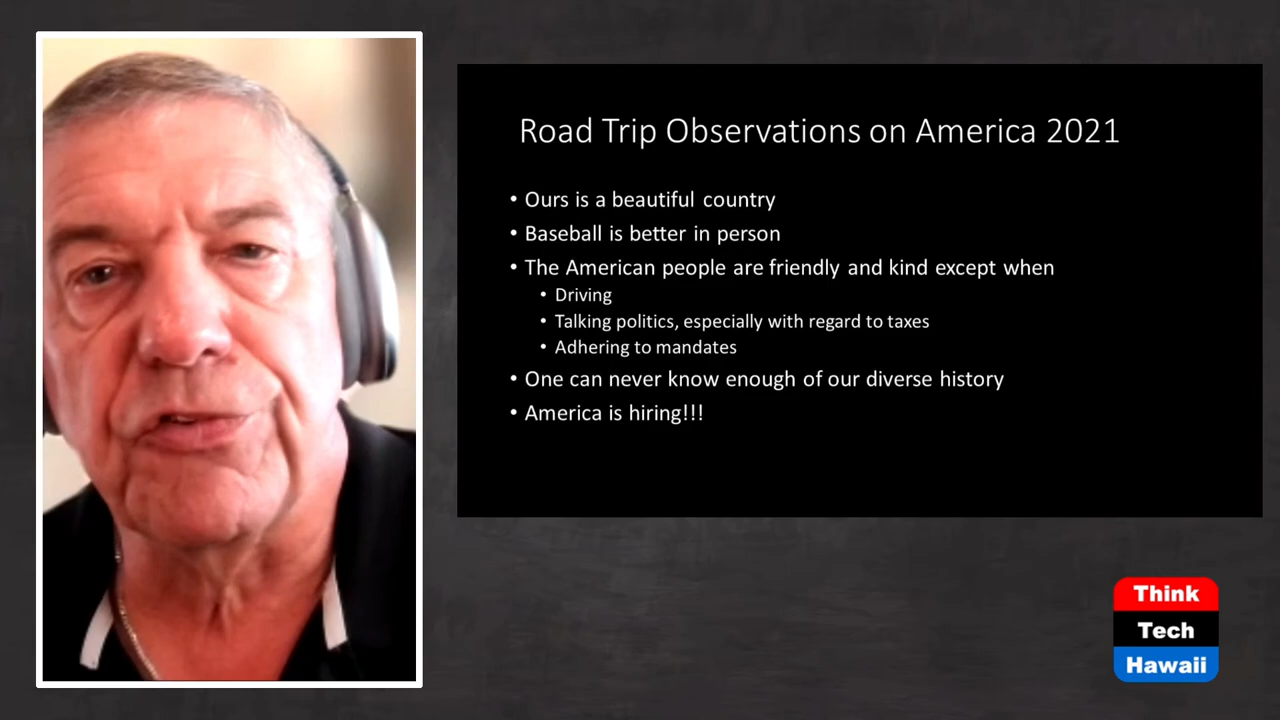 Road Trip Observations on America 2021
• Ours is a beautiful country
• Baseball is better in person
• The American people are friendly and kind except when
• Driving
• Talking politics, especially with regard to taxes
• Adhering to mandates
• One can never know enough of our diverse history
• America is hiring!!!
Think
Tech
Hawaii